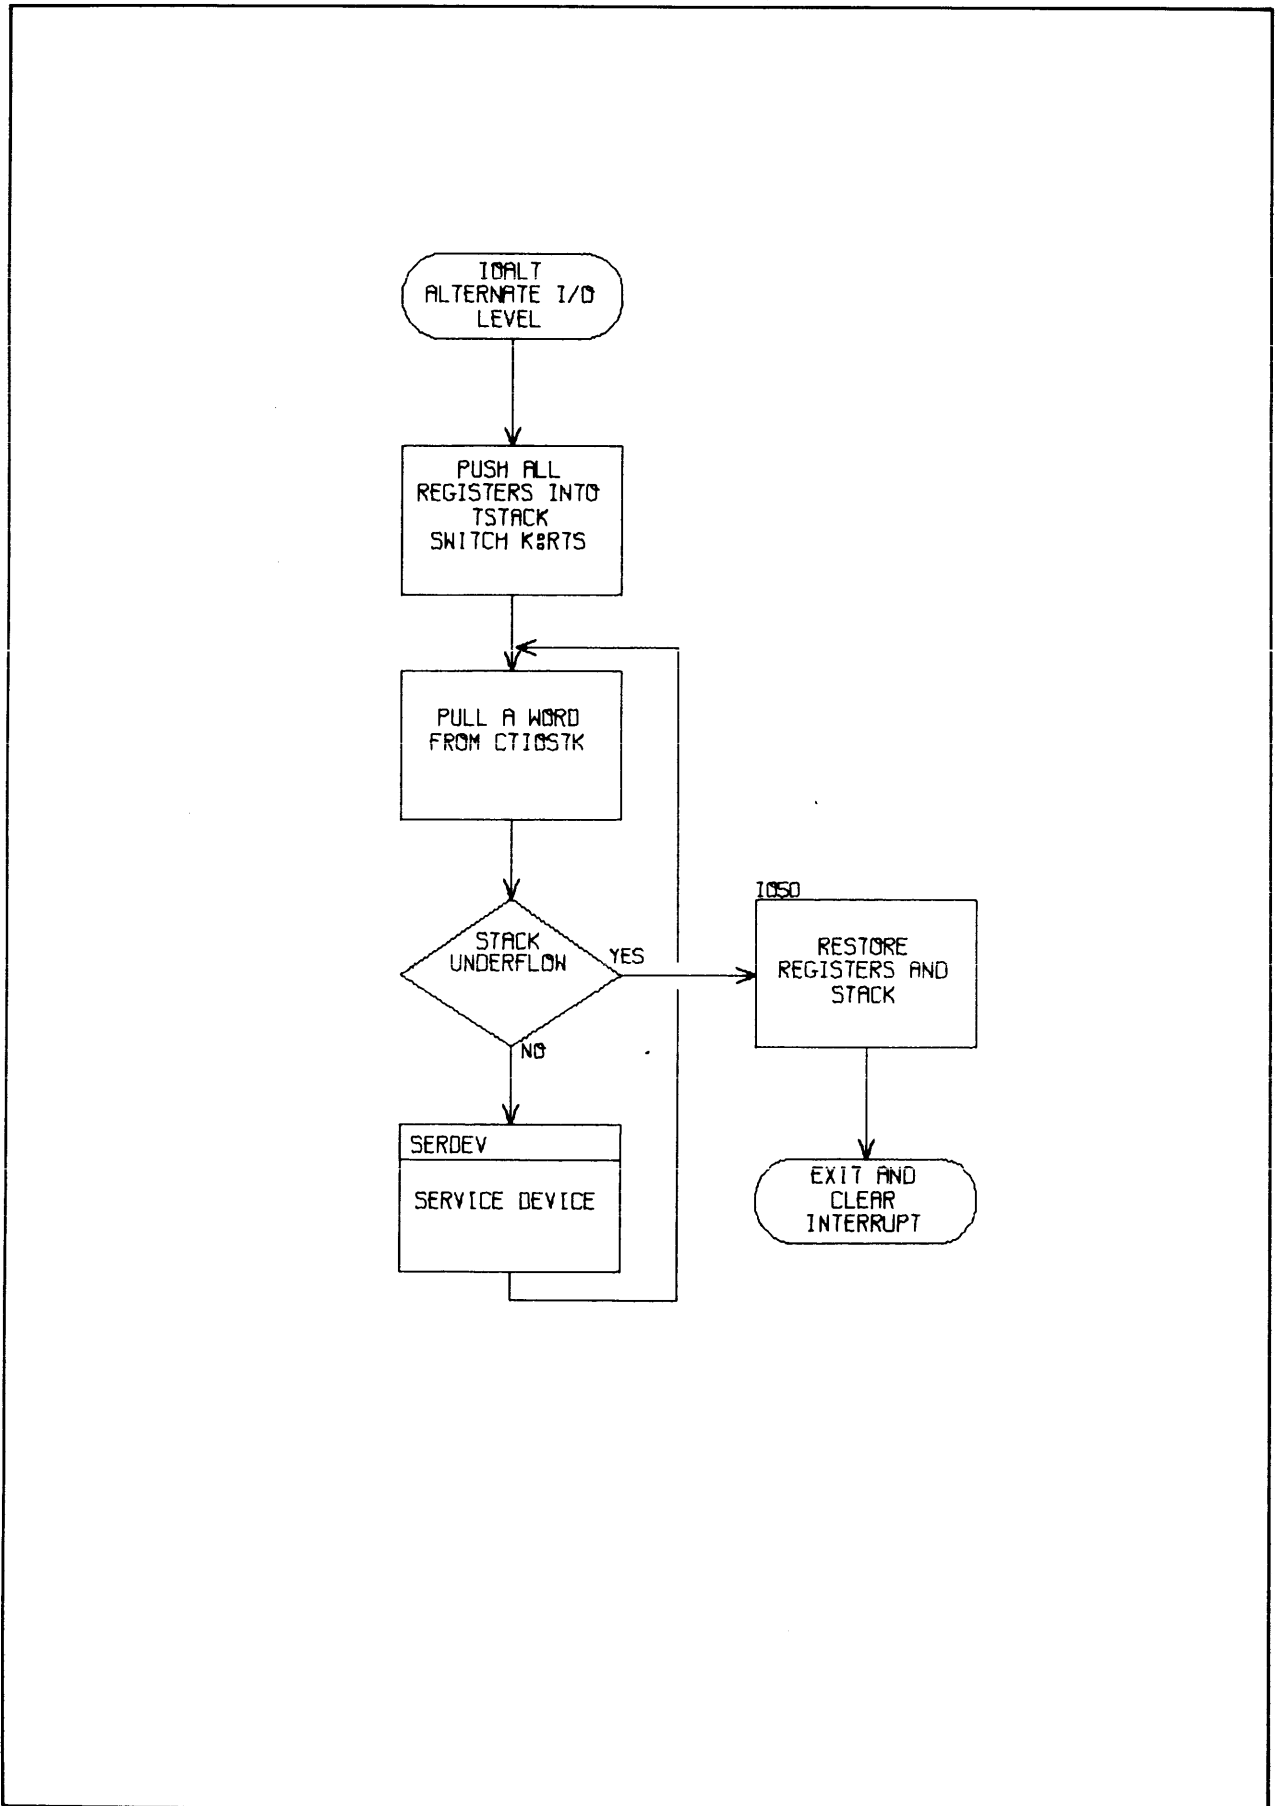 IOALT
ALTERNATE I/O
LEVEL
PUSH ALL
REGISTERS INTO
TSTACK
SWITCH K:RTS
PULL A WORD
FROM CTIOSTK
STACK
UNDERFLOW
YES
NO
IO50
RESTORE
REGISTERS AND
STACK
SERDEV
SERVICE DEVICE
EXIT AND
CLEAR
INTERRUPT